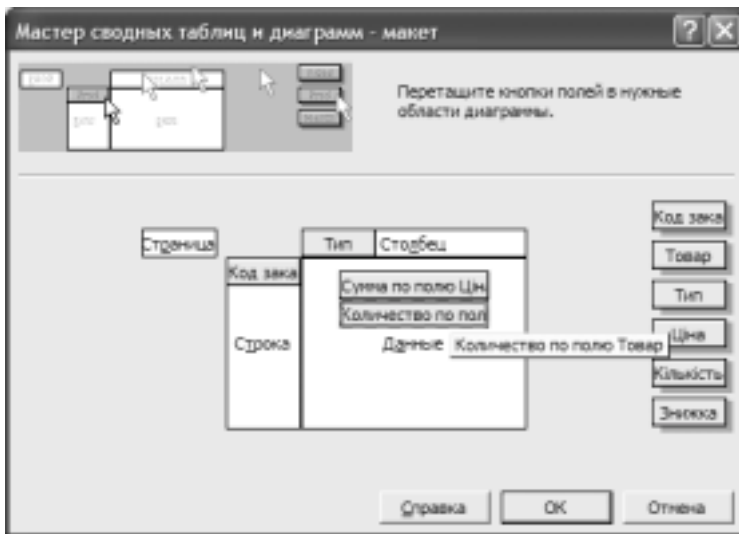 Мастер сводных таблиц и диаграмм - макет
Перетащите кнопки полей в нужные
области диаграммы.
Страница
Тип Столбец
Код зака
Сумма по полю Цін
Количество по пол
Строка
Данные
Количество по полю Товар
Код зака
Товар
Тип
Ціна
Кількість
Знижка
Справка
ОК
Отмена